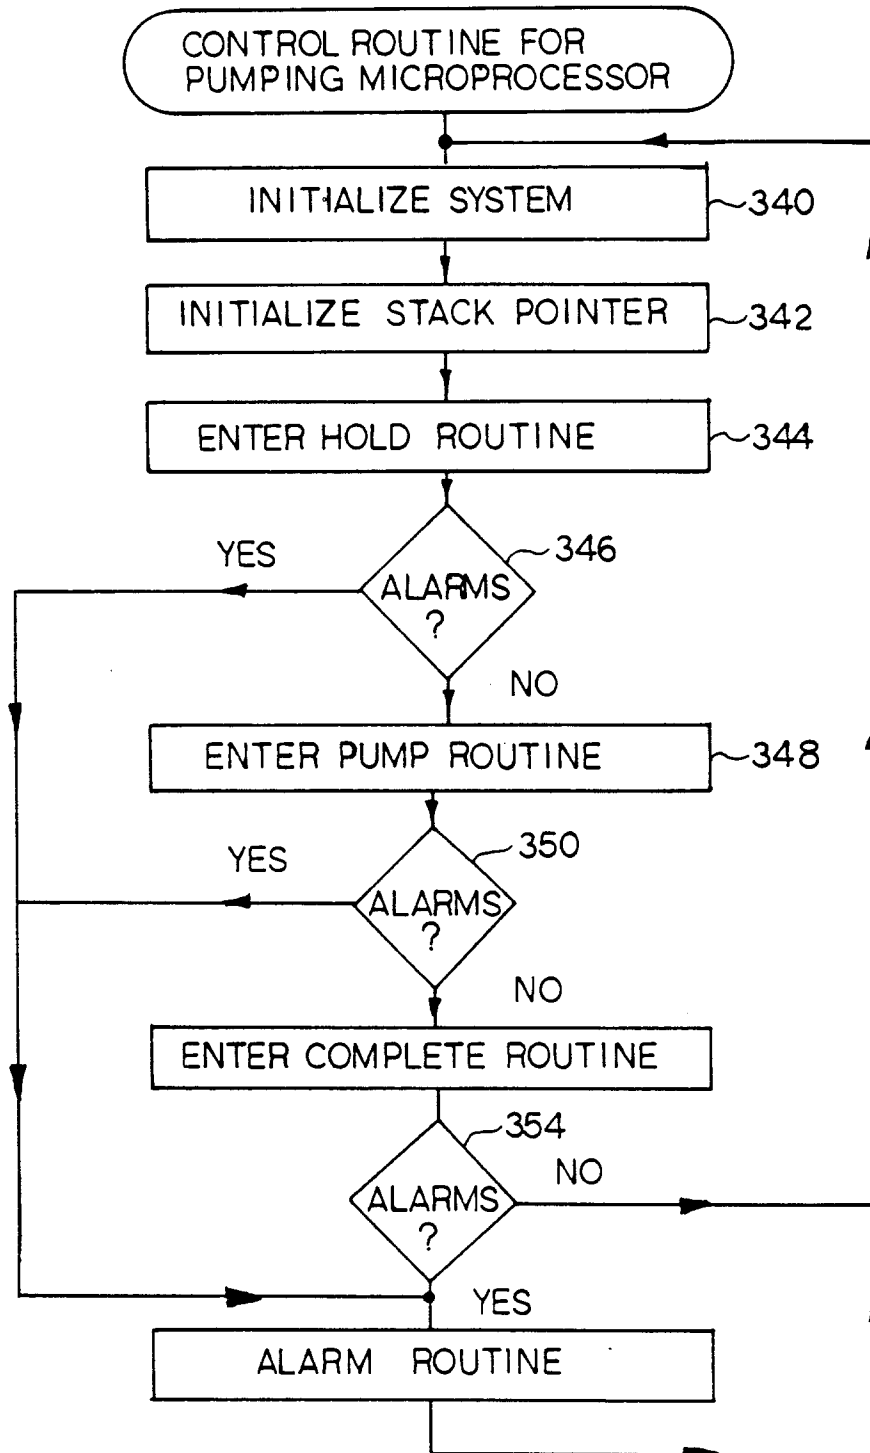 CONTROL ROUTINE FOR
PUMPING MICROPROCESSOR
INITIALIZE SYSTEM
340
INITIALIZE STACK POINTER
342
ENTER HOLD ROUTINE
344
346
YES
ALARMS
?
NO
ENTER PUMP ROUTINE
348
350
YES
ALARMS
?
NO
ENTER COMPLETE ROUTINE
354
NO
ALARMS
?
YES
ALARM ROUTINE